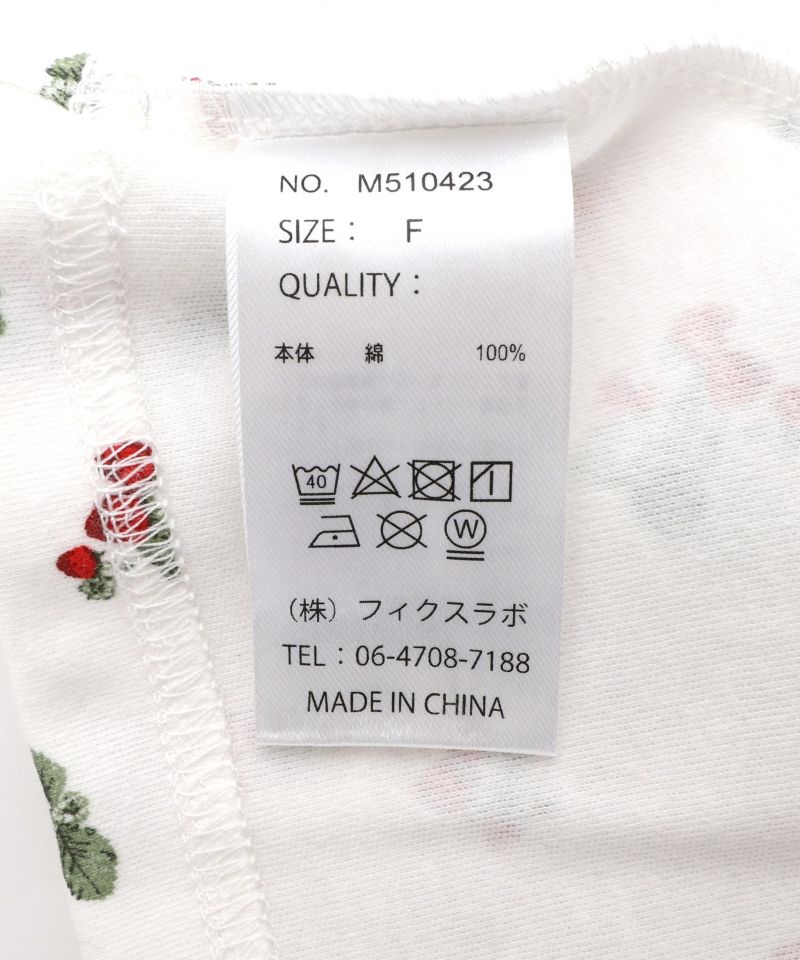 NO. M510423
SIZE： F
QUALITY：
本体 綿 100%
40
W
（株）フィクスラボ
TEL：06-4708-7188
MADE IN CHINA